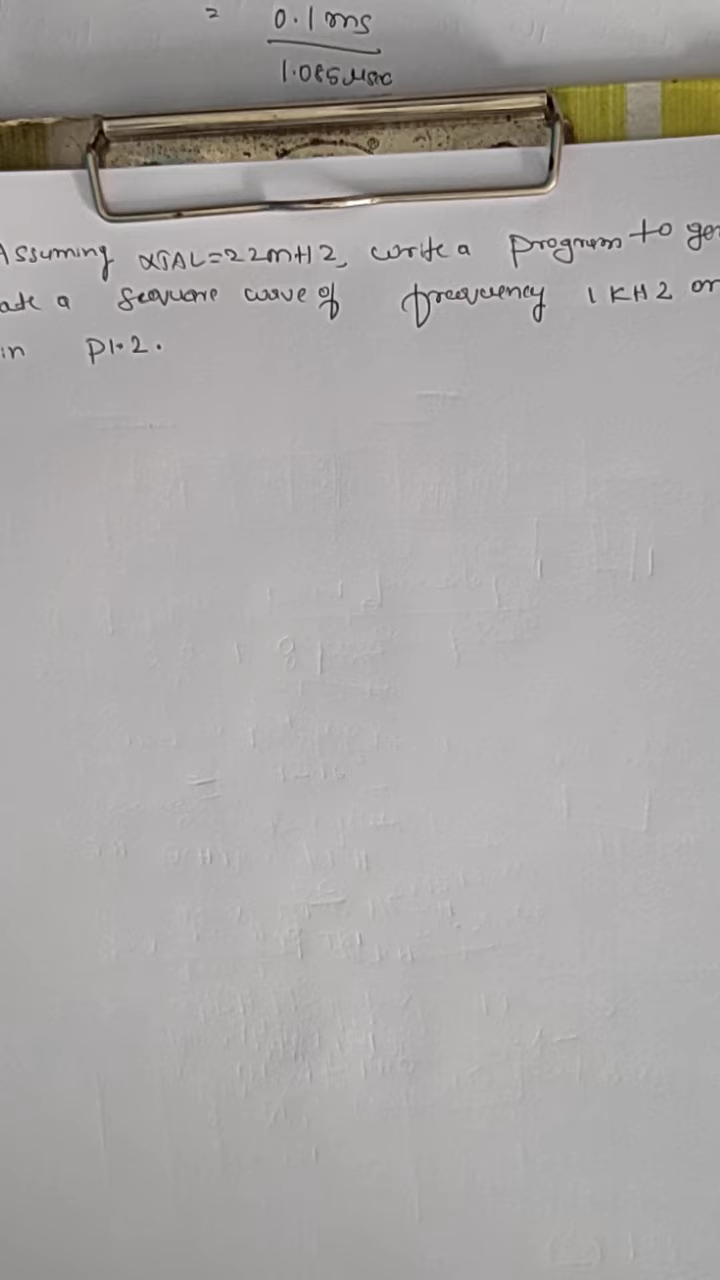 = 0.1 ms
1.085 μsec
Assuming XTAL=22MHZ, write a program to gen
ate a square wave of frequency 1 KHZ on
in P1.2.